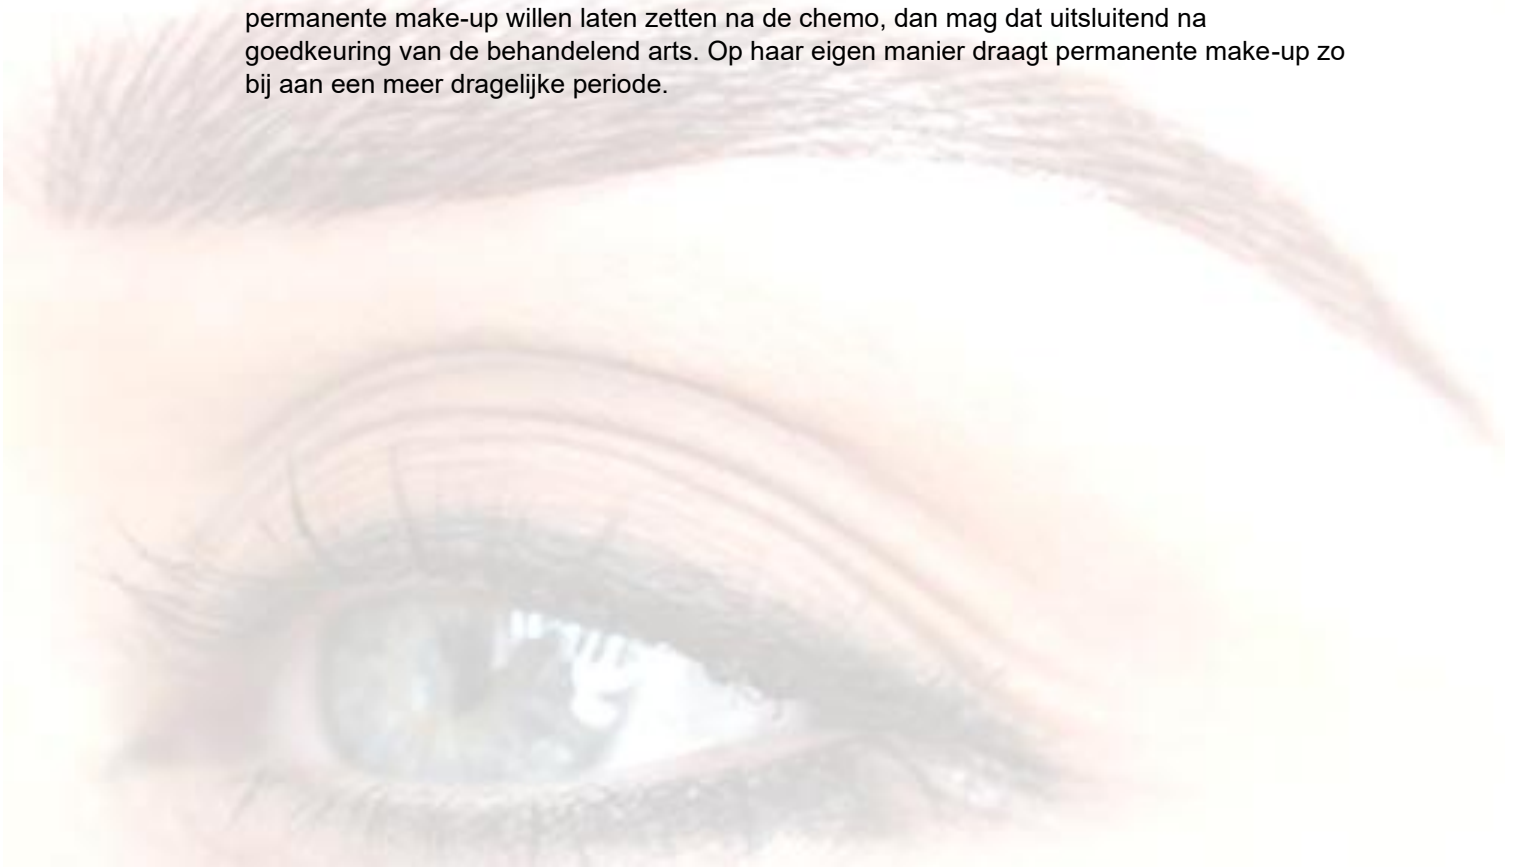 permanente make-up willen laten zetten na de chemo, dan mag dat uitsluitend na
goedkeuring van de behandelend arts. Op haar eigen manier draagt permanente make-up zo
bij aan een meer dragelijke periode.